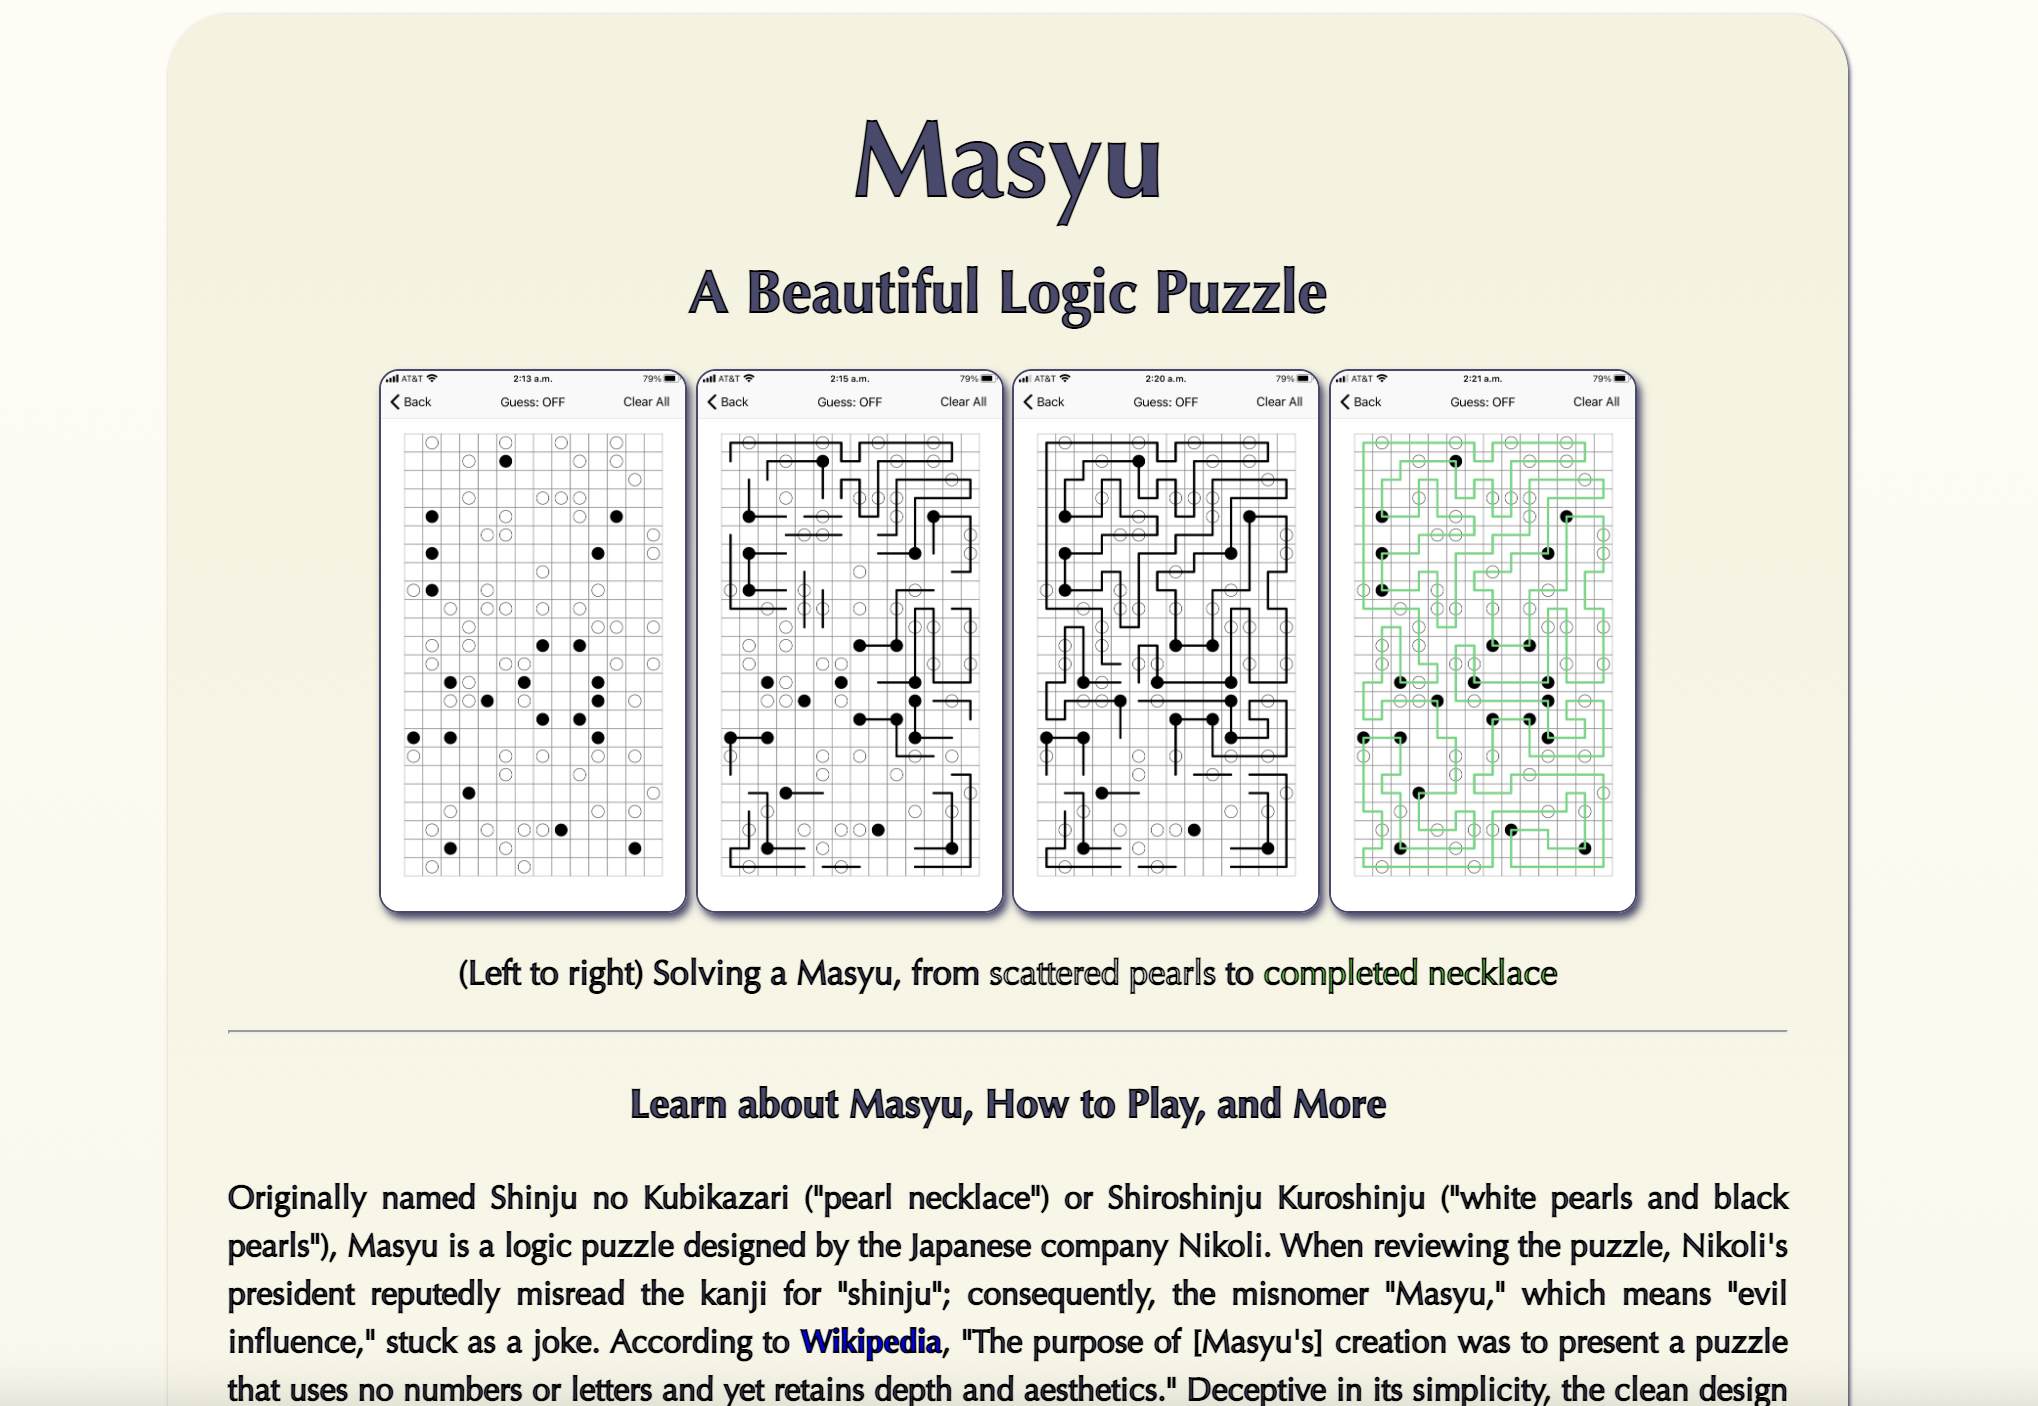 Masyu
A Beautiful Logic Puzzle
AT&T 2:13 a.m. 79%
Back Guess: OFF Clear All
AT&T 2:15 a.m. 79%
Back Guess: OFF Clear All
AT&T 2:20 a.m. 79%
Back Guess: OFF Clear All
AT&T 2:21 a.m. 79%
Back Guess: OFF Clear All
(Left to right) Solving a Masyu, from scattered pearls to completed necklace
Learn about Masyu, How to Play, and More
Originally named Shinju no Kubikazari ("pearl necklace") or Shiroshinju Kuroshinju ("white pearls and black
pearls"), Masyu is a logic puzzle designed by the Japanese company Nikoli. When reviewing the puzzle, Nikoli's
president reputedly misread the kanji for "shinju"; consequently, the misnomer "Masyu," which means "evil
influence," stuck as a joke. According to Wikipedia, "The purpose of [Masyu's] creation was to present a puzzle
that uses no numbers or letters and yet retains depth and aesthetics." Deceptive in its simplicity, the clean design